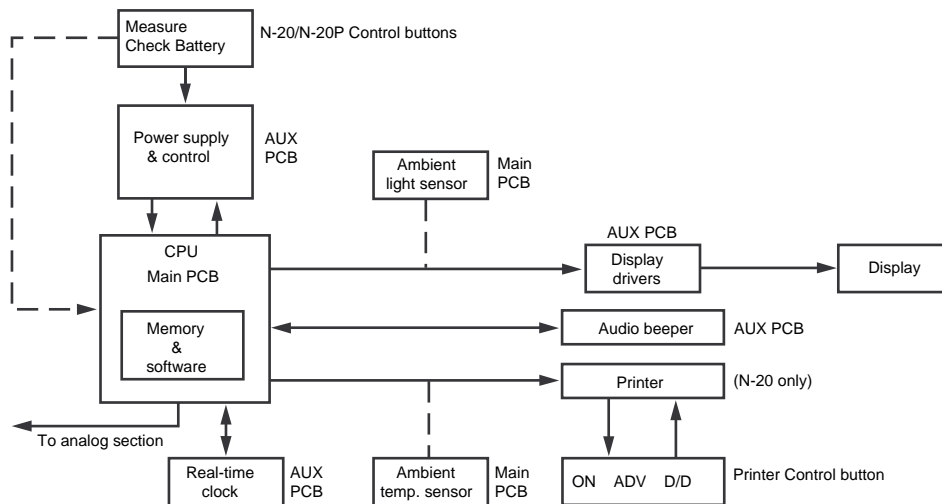 Measure
Check Battery
N-20/N-20P Control buttons
Power supply
& control
AUX
PCB
Ambient
light sensor
Main
PCB
CPU
Main PCB
Memory
&
software
AUX PCB
Display
drivers
Display
Audio beeper
AUX PCB
Printer
(N-20 only)
To analog section
Real-time
clock
AUX
PCB
Ambient
temp. sensor
Main
PCB
ON ADV D/D
Printer Control button